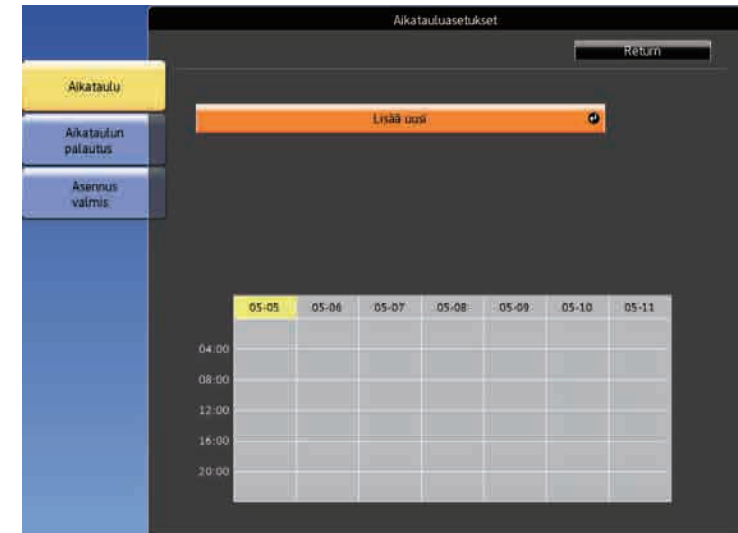 Aikatauluasetukset
Return
Aikataulu
Lisää uusi
Aikataulun
palautus
Asennus
valmis
05-05 05-06 05-07 05-08 05-09 05-10 05-11
04:00
08:00
12:00
16:00
20:00